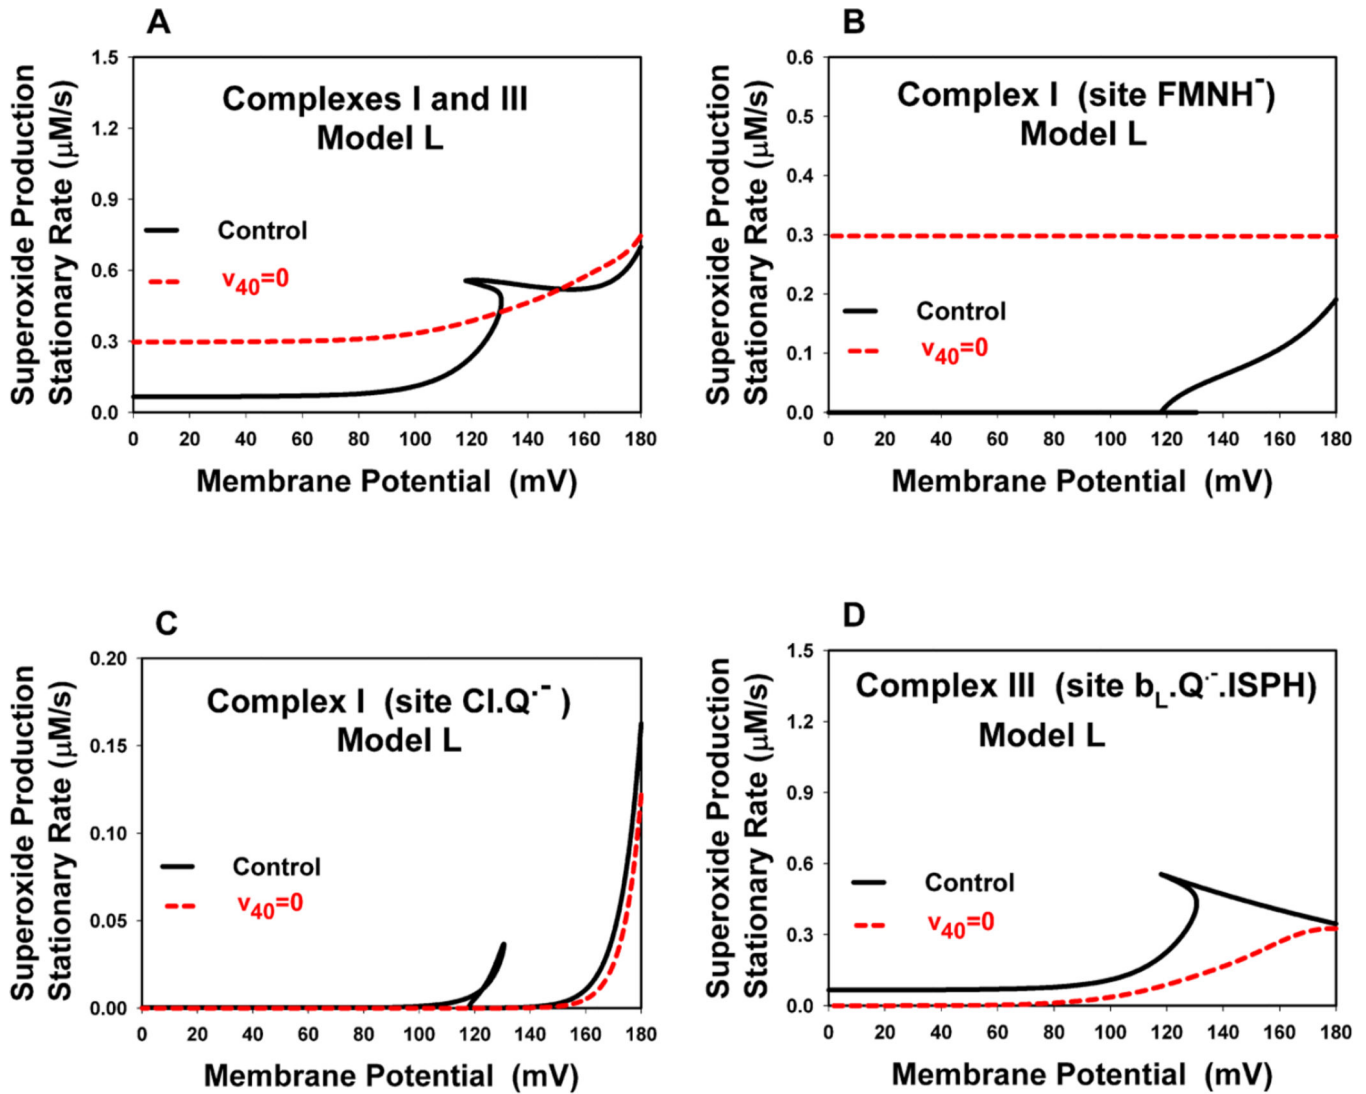 A
Superoxide Production
Stationary Rate (μM/s)
1.5
1.2
0.9
0.6
0.3
0.0
Complexes I and III
Model L
Control
v40=0
0 20 40 60 80 100 120 140 160 180
Membrane Potential (mV)
B
Superoxide Production
Stationary Rate (μM/s)
0.6
0.5
0.4
0.3
0.2
0.1
0.0
Complex I (site FMNH⁻)
Model L
Control
v40=0
0 20 40 60 80 100 120 140 160 180
Membrane Potential (mV)
C
Superoxide Production
Stationary Rate (μM/s)
0.20
0.15
0.10
0.05
0.00
Complex I (site CI.Q·⁻ )
Model L
Control
v40=0
0 20 40 60 80 100 120 140 160 180
Membrane Potential (mV)
D
Superoxide Production
Stationary Rate (μM/s)
1.5
1.2
0.9
0.6
0.3
0.0
Complex III (site bL.Q·⁻.ISPH)
Model L
Control
v40=0
0 20 40 60 80 100 120 140 160 180
Membrane Potential (mV)